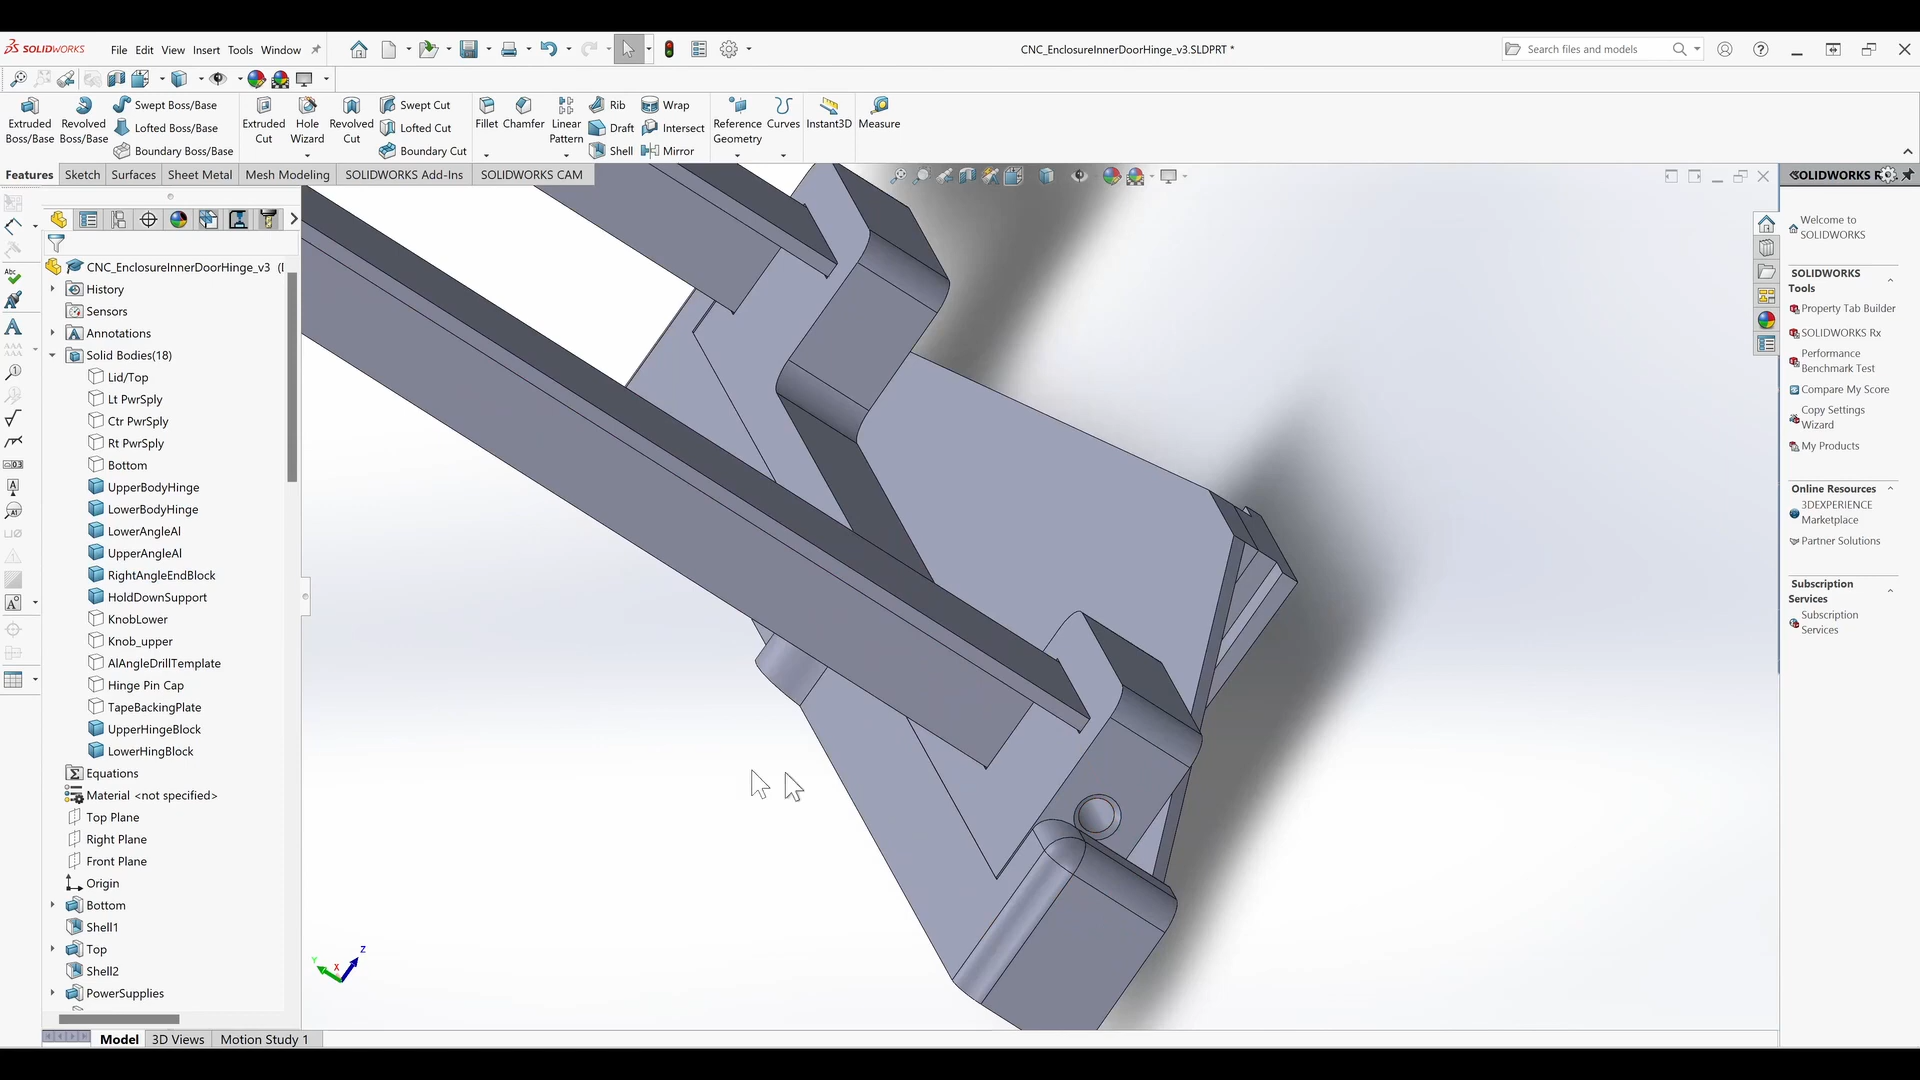 SOLIDWORKS
File Edit View Insert Tools Window
CNC_EnclosureInnerDoorHinge_v3.SLDPRT *
Search files and models
Extruded Boss/Base
Revolved Boss/Base
Swept Boss/Base
Lofted Boss/Base
Boundary Boss/Base
Extruded Cut
Hole Wizard
Revolved Cut
Swept Cut
Lofted Cut
Boundary Cut
Fillet
Chamfer
Linear Pattern
Rib
Draft
Shell
Wrap
Intersect
Mirror
Reference Geometry
Curves
Instant3D
Measure
Features Sketch Surfaces Sheet Metal Mesh Modeling SOLIDWORKS Add-Ins SOLIDWORKS CAM
CNC_EnclosureInnerDoorHinge_v3
History
Sensors
Annotations
Solid Bodies(18)
Lid/Top
Lt PwrSply
Ctr PwrSply
Rt PwrSply
Bottom
UpperBodyHinge
LowerBodyHinge
LowerAngleAl
UpperAngleAl
RightAngleEndBlock
HoldDownSupport
KnobLower
Knob_upper
AlAngleDrillTemplate
Hinge Pin Cap
TapeBackingPlate
UpperHingeBlock
LowerHingBlock
Equations
Material <not specified>
Top Plane
Right Plane
Front Plane
Origin
Bottom
Shell1
Top
Shell2
PowerSupplies
Y X Z
Model 3D Views Motion Study 1
SOLIDWORKS R
Welcome to
SOLIDWORKS
SOLIDWORKS
Tools
Property Tab Builder
SOLIDWORKS Rx
Performance
Benchmark Test
Compare My Score
Copy Settings
Wizard
My Products
Online Resources
3DEXPERIENCE
Marketplace
Partner Solutions
Subscription
Services
Subscription
Services